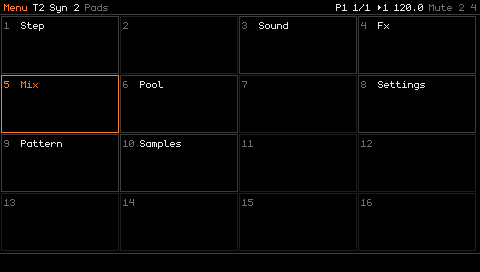 Menu T2 Syn 2 Pads P1 1/1 ▶1 120.0 Mute 2 4
1 Step 2 3 Sound 4 Fx
5 Mix 6 Pool 7 8 Settings
9 Pattern 10 Samples 11 12
13 14 15 16